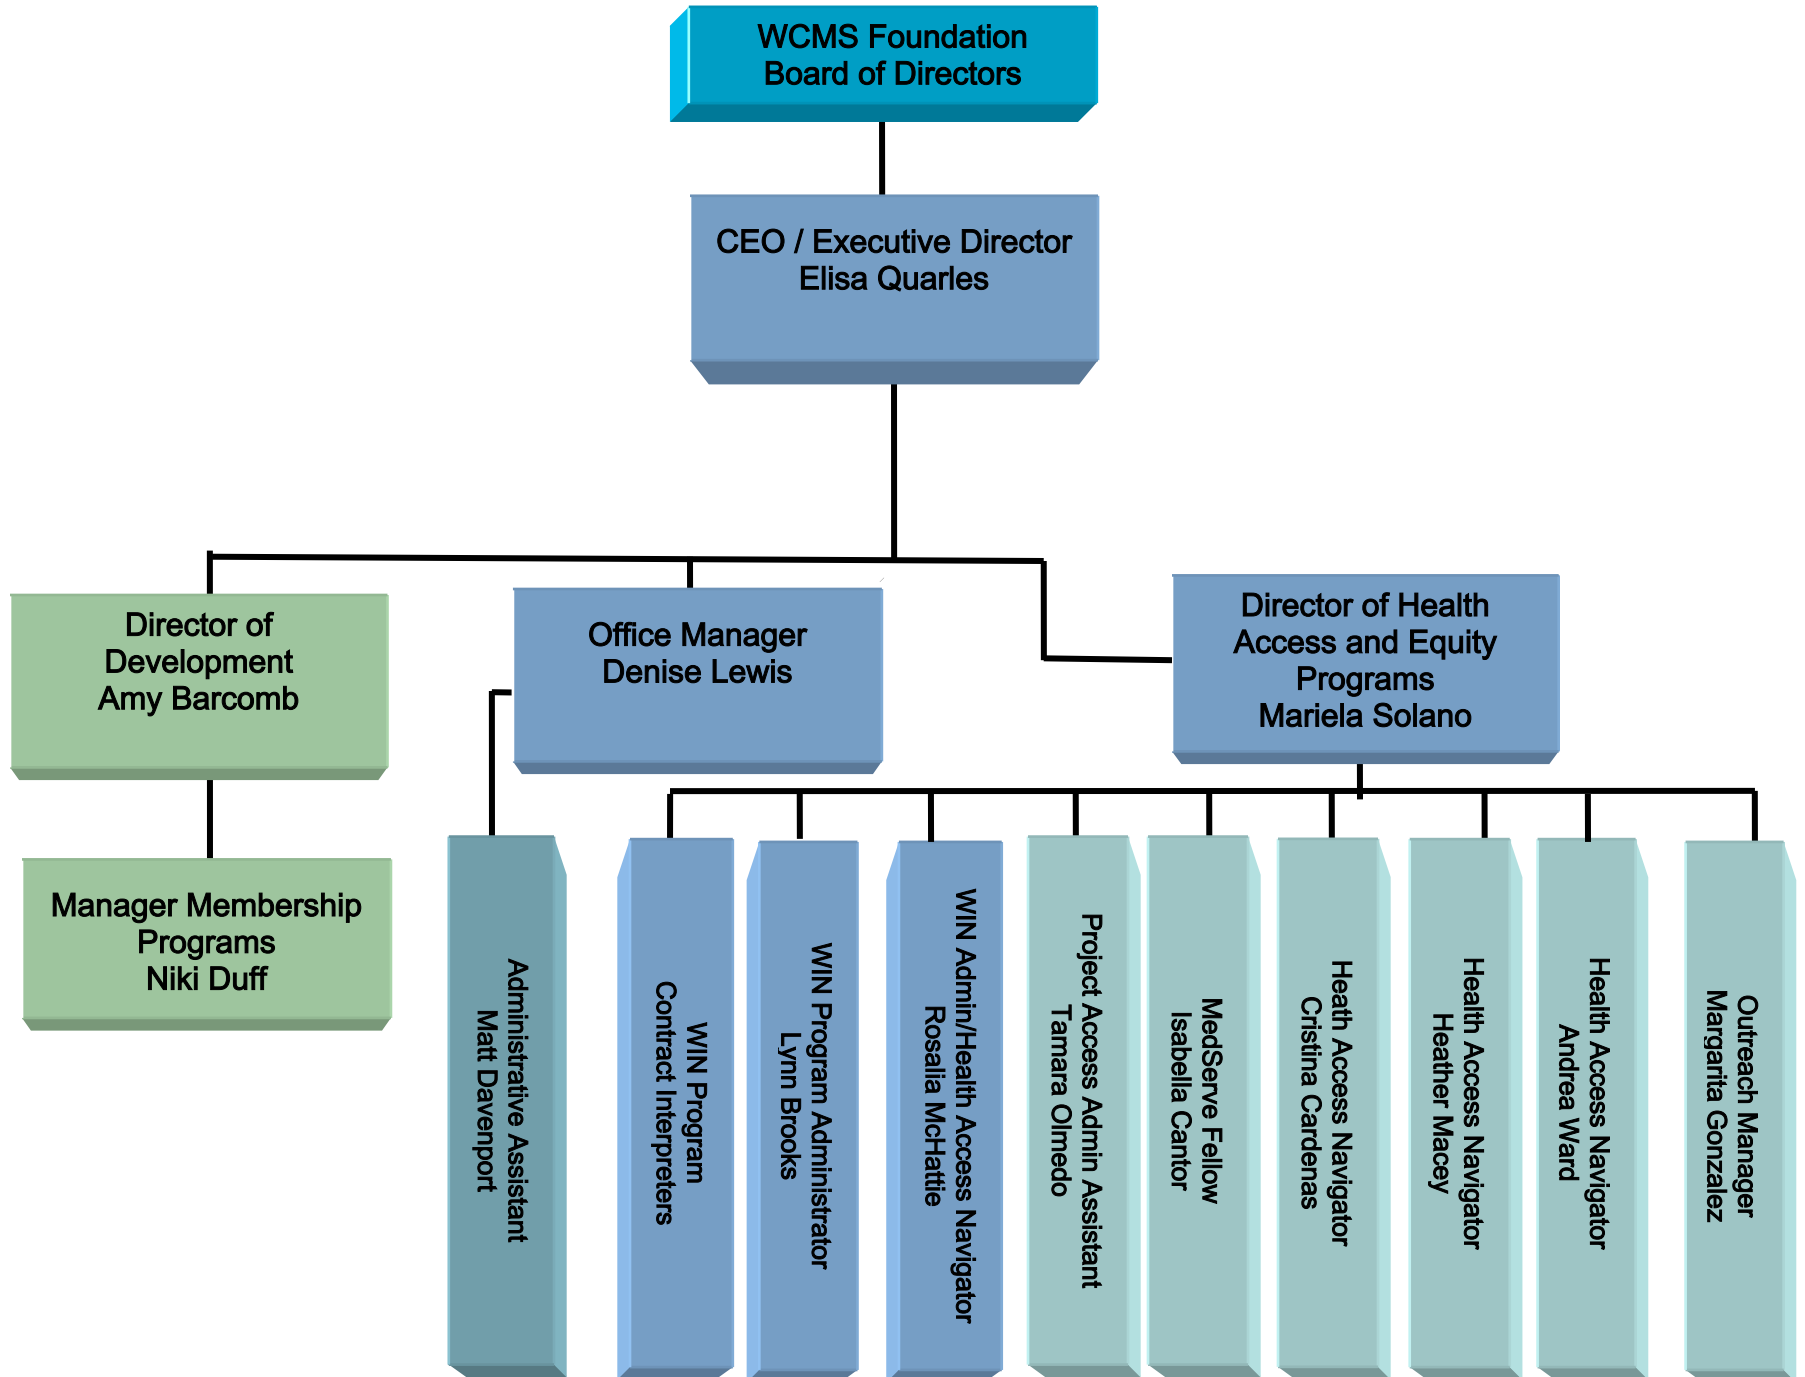 WCMS Foundation
Board of Directors
CEO / Executive Director
Elisa Quarles
Director of
Development
Amy Barcomb
Office Manager
Denise Lewis
Director of Health
Access and Equity
Programs
Mariela Solano
Manager Membership
Programs
Niki Duff
Administrative Assistant
Matt Davenport
WIN Program
Contract Interpreters
WIN Program Administrator
Lynn Brooks
WIN Admin/Health Access Navigator
Rosalia McHattie
Project Access Admin Assistant
Tamara Olmedo
MedServe Fellow
Isabella Cantor
Heath Access Navigator
Cristina Cardenas
Health Access Navigator
Heather Macey
Health Access Navigator
Andrea Ward
Outreach Manager
Margarita Gonzalez